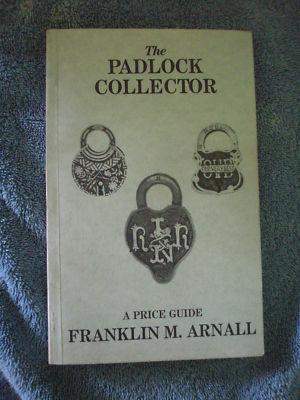 The
PADLOCK
COLLECTOR
A PRICE GUIDE
FRANKLIN M. ARNALL